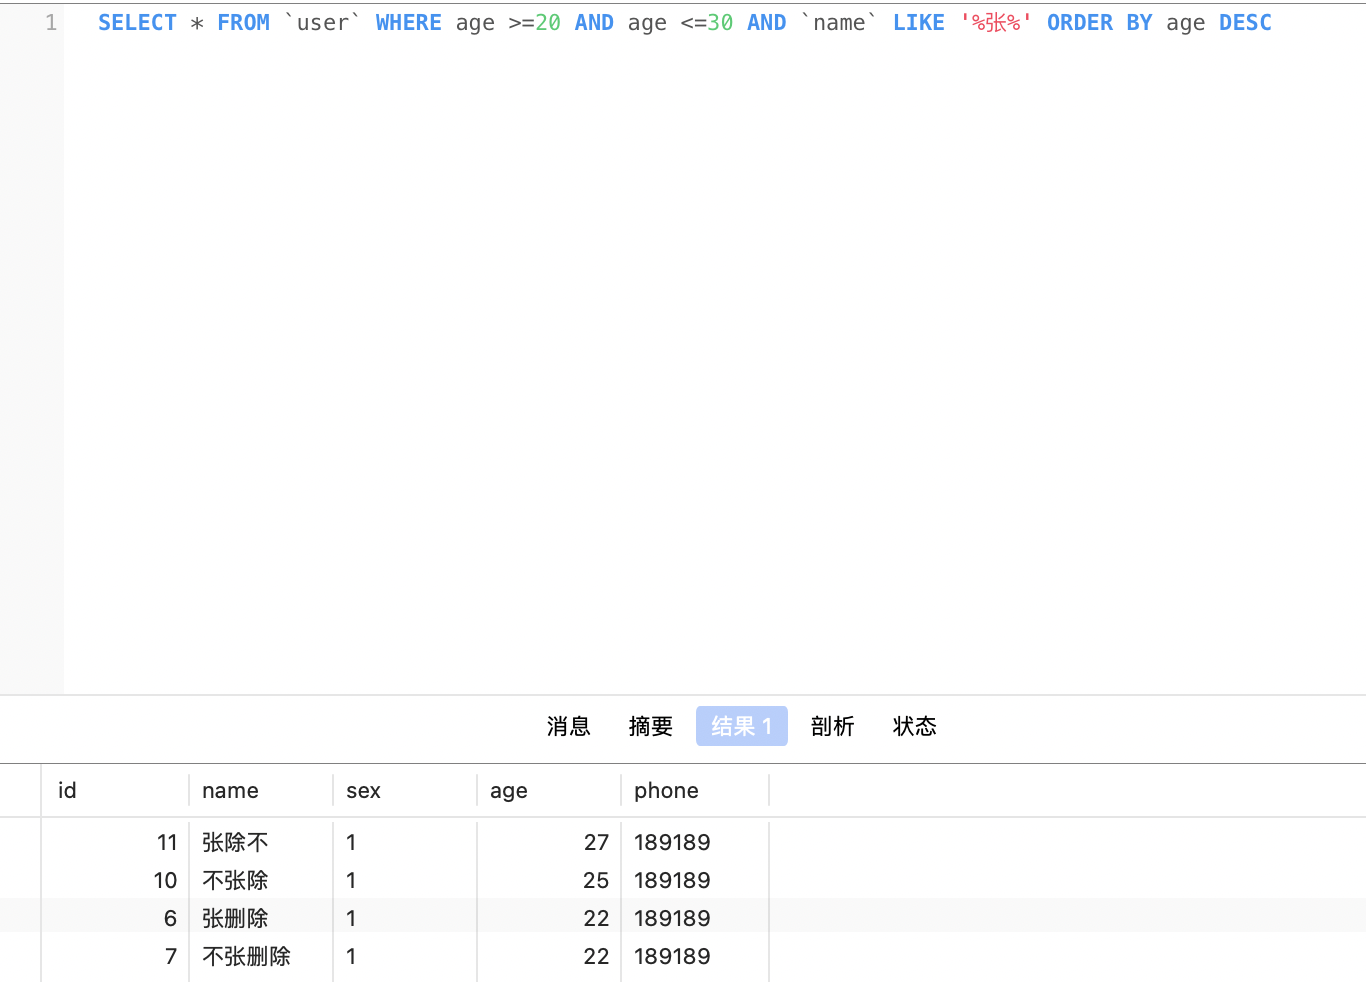 1 SELECT * FROM `user` WHERE age >=20 AND age <=30 AND `name` LIKE '%张%' ORDER BY age DESC
消息 摘要 结果 1 剖析 状态
id name sex age phone
11 张除不 1 27 189189
10 不张除 1 25 189189
6 张删除 1 22 189189
7 不张删除 1 22 189189